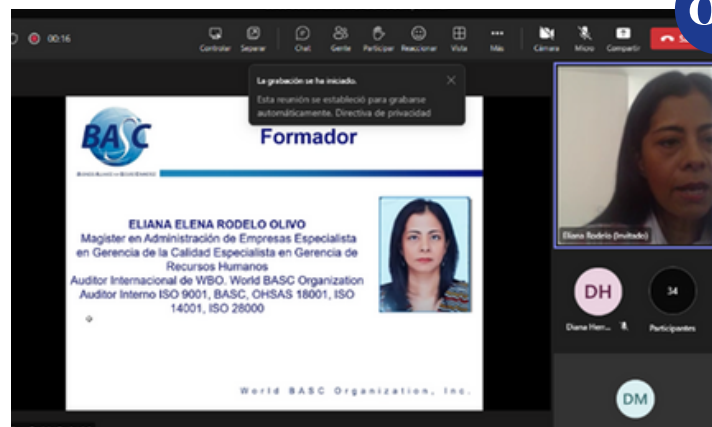 00:16
Controlar Separar Chat Gente Participar Reaccionar Vista Más Cámara Micro Compartir
La grabación se ha iniciado.
Esta reunión se estableció para grabarse
automáticamente. Directiva de privacidad
BASC
Formador
ELIANA ELENA RODELO OLIVO
Magister en Administración de Empresas Especialista
en Gerencia de la Calidad Especialista en Gerencia de
Recursos Humanos
Auditor Internacional de WBO. World BASC Organization
Auditor Interno ISO 9001, BASC, OHSAS 18001, ISO
14001, ISO 28000
World BASC Organization, Inc.
Eliana Rodelo (Invitado)
DH
34
Diana Hern...
Participantes
DM